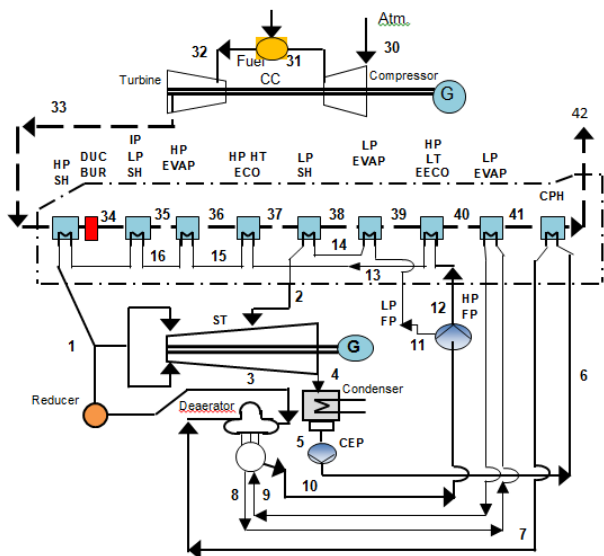 Atm.
32
Fuel
31
30
Turbine
CC
Compressor
G
33
42
HP
SH
DUC
BUR
IP
LP
SH
HP
EVAP
HP HT
ECO
LP
SH
LP
EVAP
HP
LT
EECO
LP
EVAP
CPH
34
35
36
37
38
39
40
41
16
15
14
13
2
LP
FP
12
HP
FP
11
1
ST
G
3
4
6
Reducer
Deaerator
Condenser
5
CEP
8
9
10
7